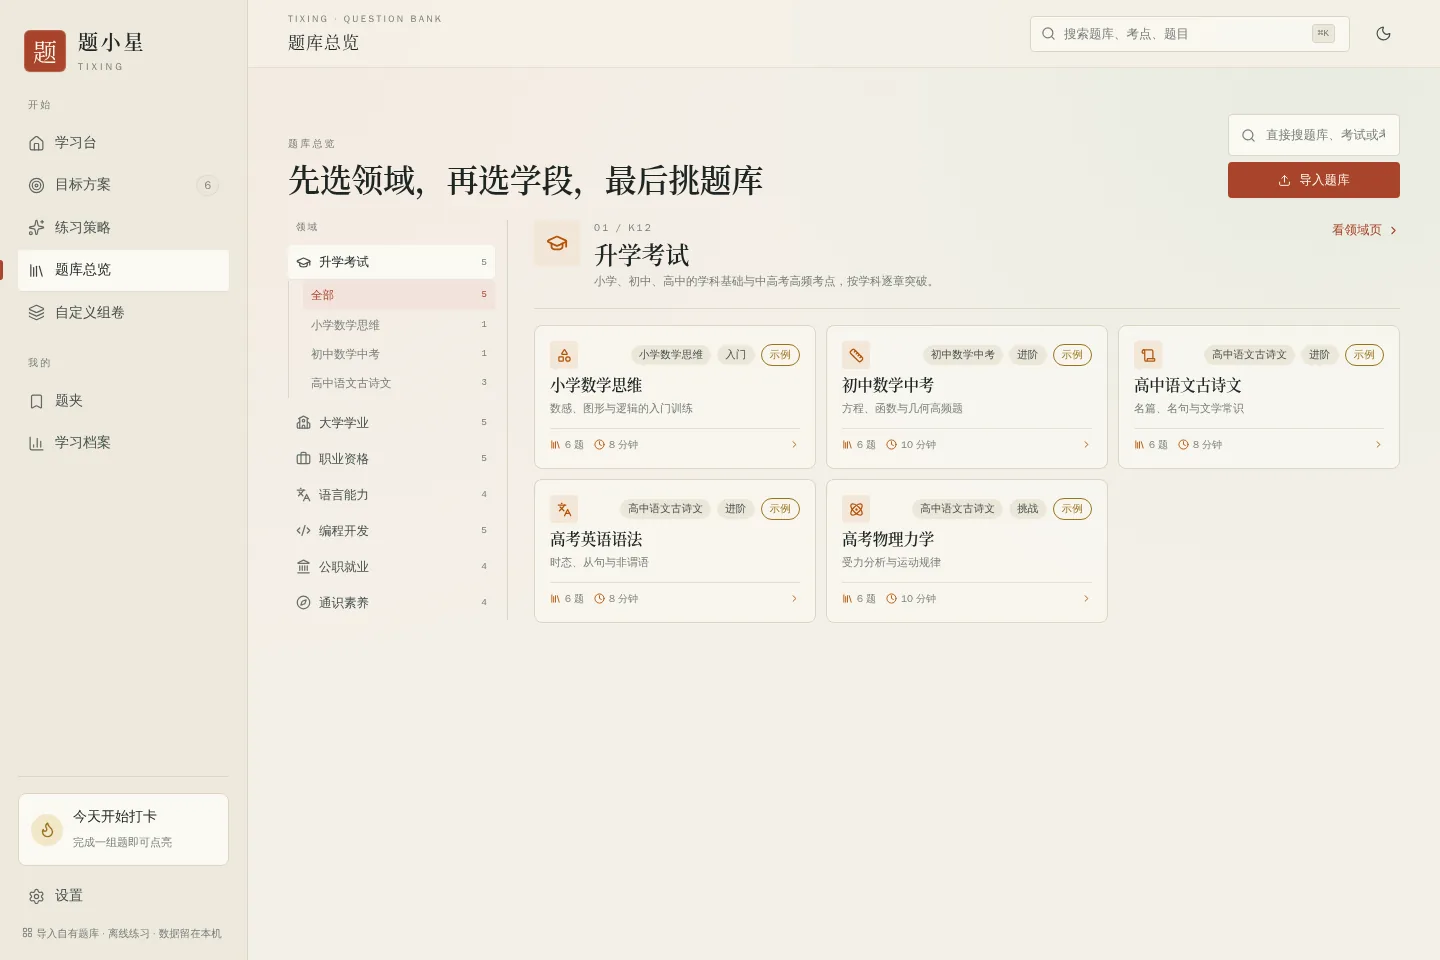 题
题小星
TIXING
开始
学习台
目标方案
6
练习策略
题库总览
自定义组卷
我的
题夹
学习档案
今天开始打卡
完成一组题即可点亮
设置
导入自有题库 · 离线练习 · 数据留在本机
TIXING · QUESTION BANK
题库总览
搜索题库、考点、题目
⌘K
题库总览
先选领域，再选学段，最后挑题库
直接搜题库、考试或
导入题库
领域
升学考试 5
全部 5
小学数学思维 1
初中数学中考 1
高中语文古诗文 3
大学学业 5
职业资格 5
语言能力 4
编程开发 5
公职就业 4
通识素养 4
01 / K12
升学考试
小学、初中、高中的学科基础与中高考高频考点，按学科逐章突破。
看领域页
小学数学思维 入门 示例
小学数学思维
数感、图形与逻辑的入门训练
6 题 8 分钟
初中数学中考 进阶 示例
初中数学中考
方程、函数与几何高频题
6 题 10 分钟
高中语文古诗文 进阶 示例
高中语文古诗文
名篇、名句与文学常识
6 题 8 分钟
高中语文古诗文 进阶 示例
高考英语语法
时态、从句与非谓语
6 题 8 分钟
高中语文古诗文 挑战 示例
高考物理力学
受力分析与运动规律
6 题 10 分钟